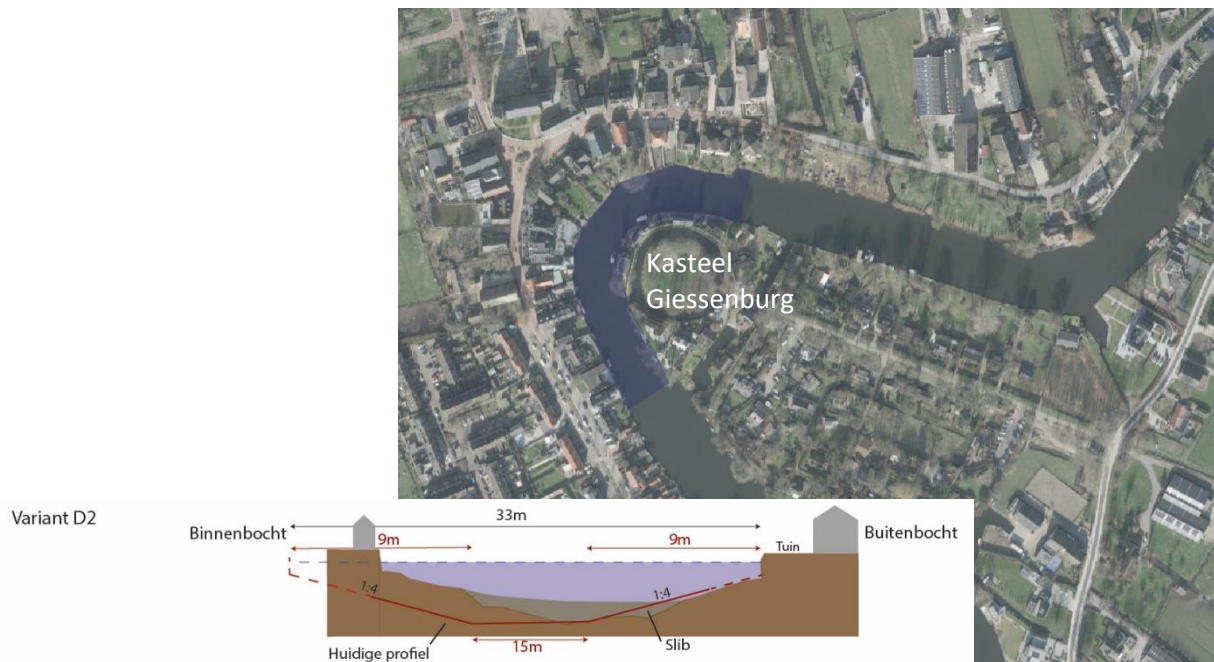 Kasteel
Giessenburg
Variant D2
33m
Binnenbocht
Buitenbocht
9m
9m
Tuin
1:4
1:4
Huidige profiel
15m
Slib